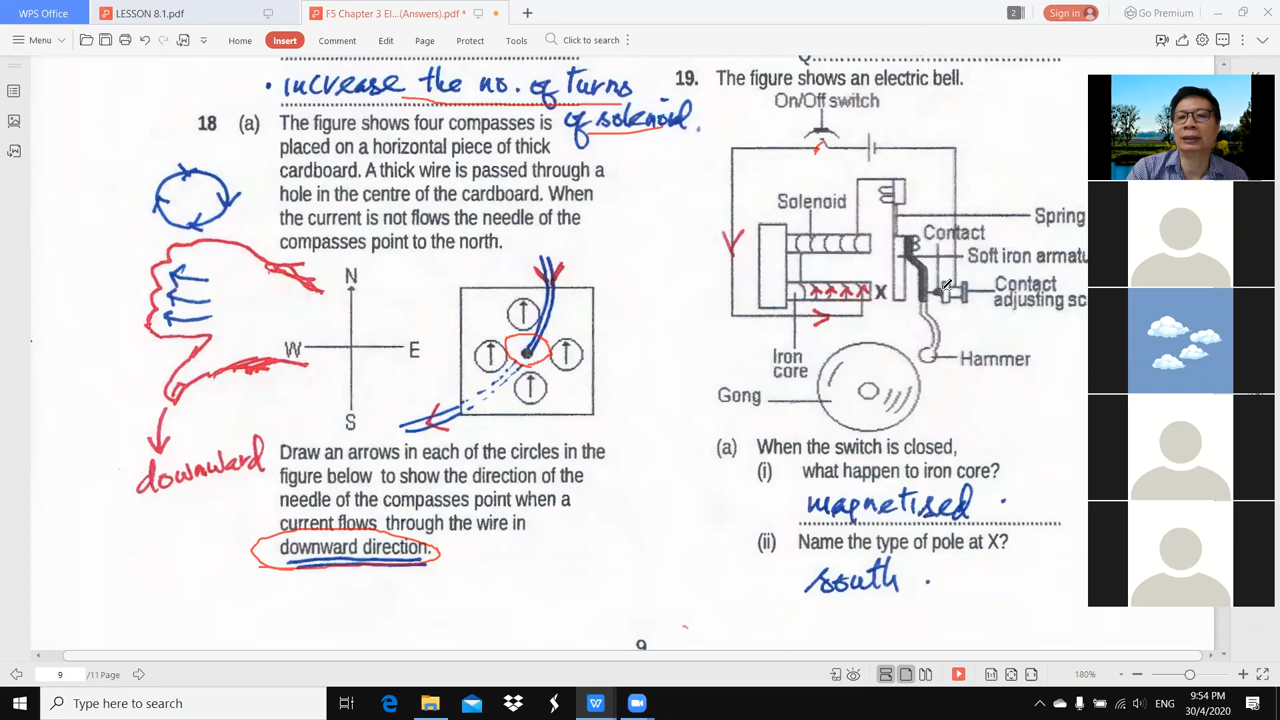 WPS Office
LESSON 8.1.pdf
F5 Chapter 3 El...(Answers).pdf *
2
Sign in
Go Premium
Menu
Home
Insert
Comment
Edit
Page
Protect
Tools
Click to search
• increase the no. of turns
of solenoid.
18 (a) The figure shows four compasses is
placed on a horizontal piece of thick
cardboard. A thick wire is passed through a
hole in the centre of the cardboard. When
the current is not flows the needle of the
compasses point to the north.
N
W
E
S
downward
Draw an arrows in each of the circles in the
figure below to show the direction of the
needle of the compasses point when a
current flows through the wire in
downward direction.
19. The figure shows an electric bell.
On/Off switch
Solenoid
Spring
Contact
Soft iron armatu
X
Contact
adjusting sc
Iron
core
Hammer
Gong
(a) When the switch is closed,
(i) what happen to iron core?
magnetised .
(ii) Name the type of pole at X?
south .
9
9
/11 Page
180%
Type here to search
ENG
9:54 PM
30/4/2020